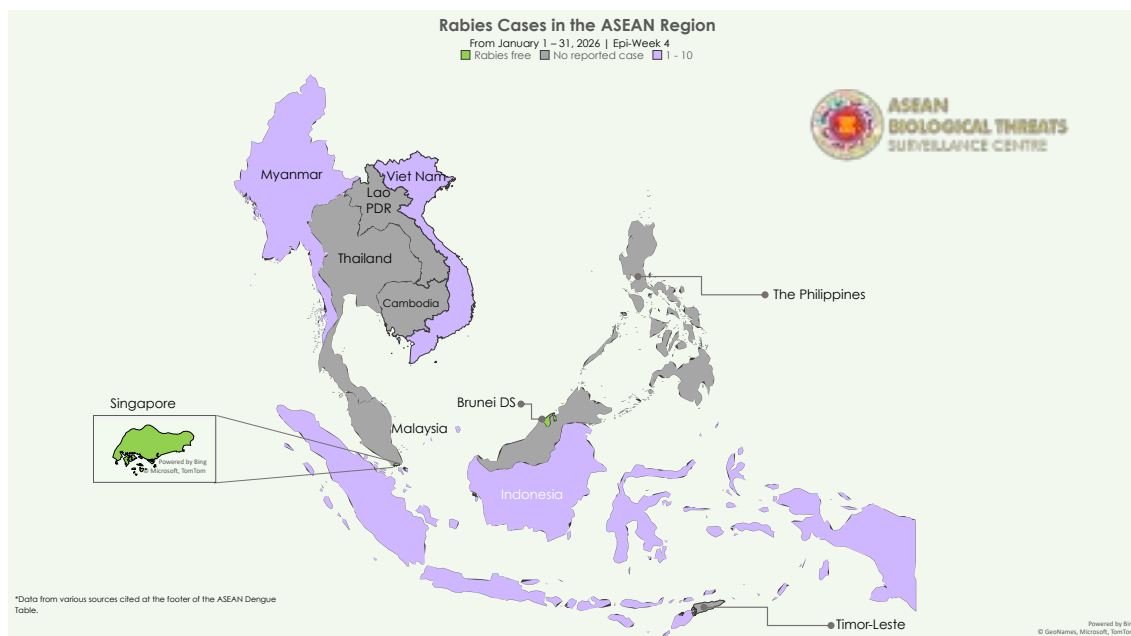 Rabies Cases in the ASEAN Region
From January 1 – 31, 2026 | Epi-Week 4
Rabies free No reported case 1 - 10
ASEAN
BIOLOGICAL THREATS
SURVEILLANCE CENTRE
Myanmar
Viet Nam
Lao
PDR
Thailand
Cambodia
The Philippines
Brunei DS
Singapore
Malaysia
Powered by Bing
© Microsoft, TomTom
Indonesia
*Data from various sources cited at the footer of the ASEAN Dengue
Table.
Timor-Leste
Powered by Bin
© GeoNames, Microsoft, TomTom